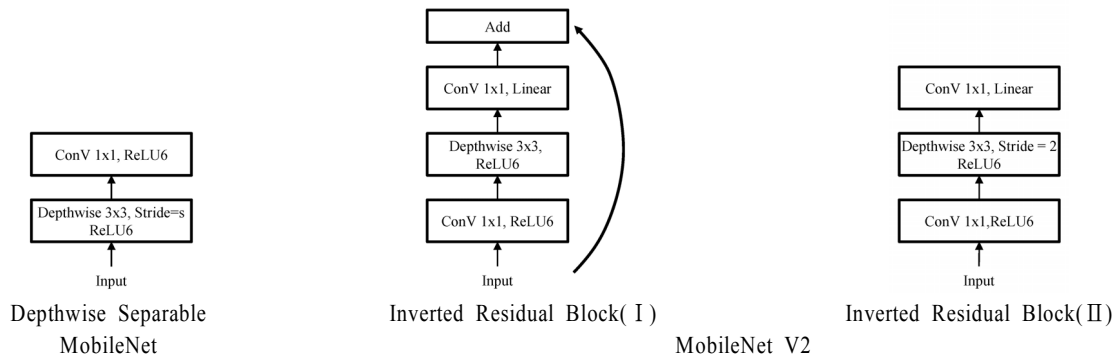 ConV 1x1, ReLU6
Depthwise 3x3, Stride=s
ReLU6
Input
Depthwise Separable
MobileNet
Add
ConV 1x1, Linear
Depthwise 3x3,
ReLU6
ConV 1x1, ReLU6
Input
Inverted Residual Block(Ⅰ)
ConV 1x1, Linear
Depthwise 3x3, Stride = 2
ReLU6
ConV 1x1,ReLU6
Input
Inverted Residual Block(Ⅱ)
MobileNet V2